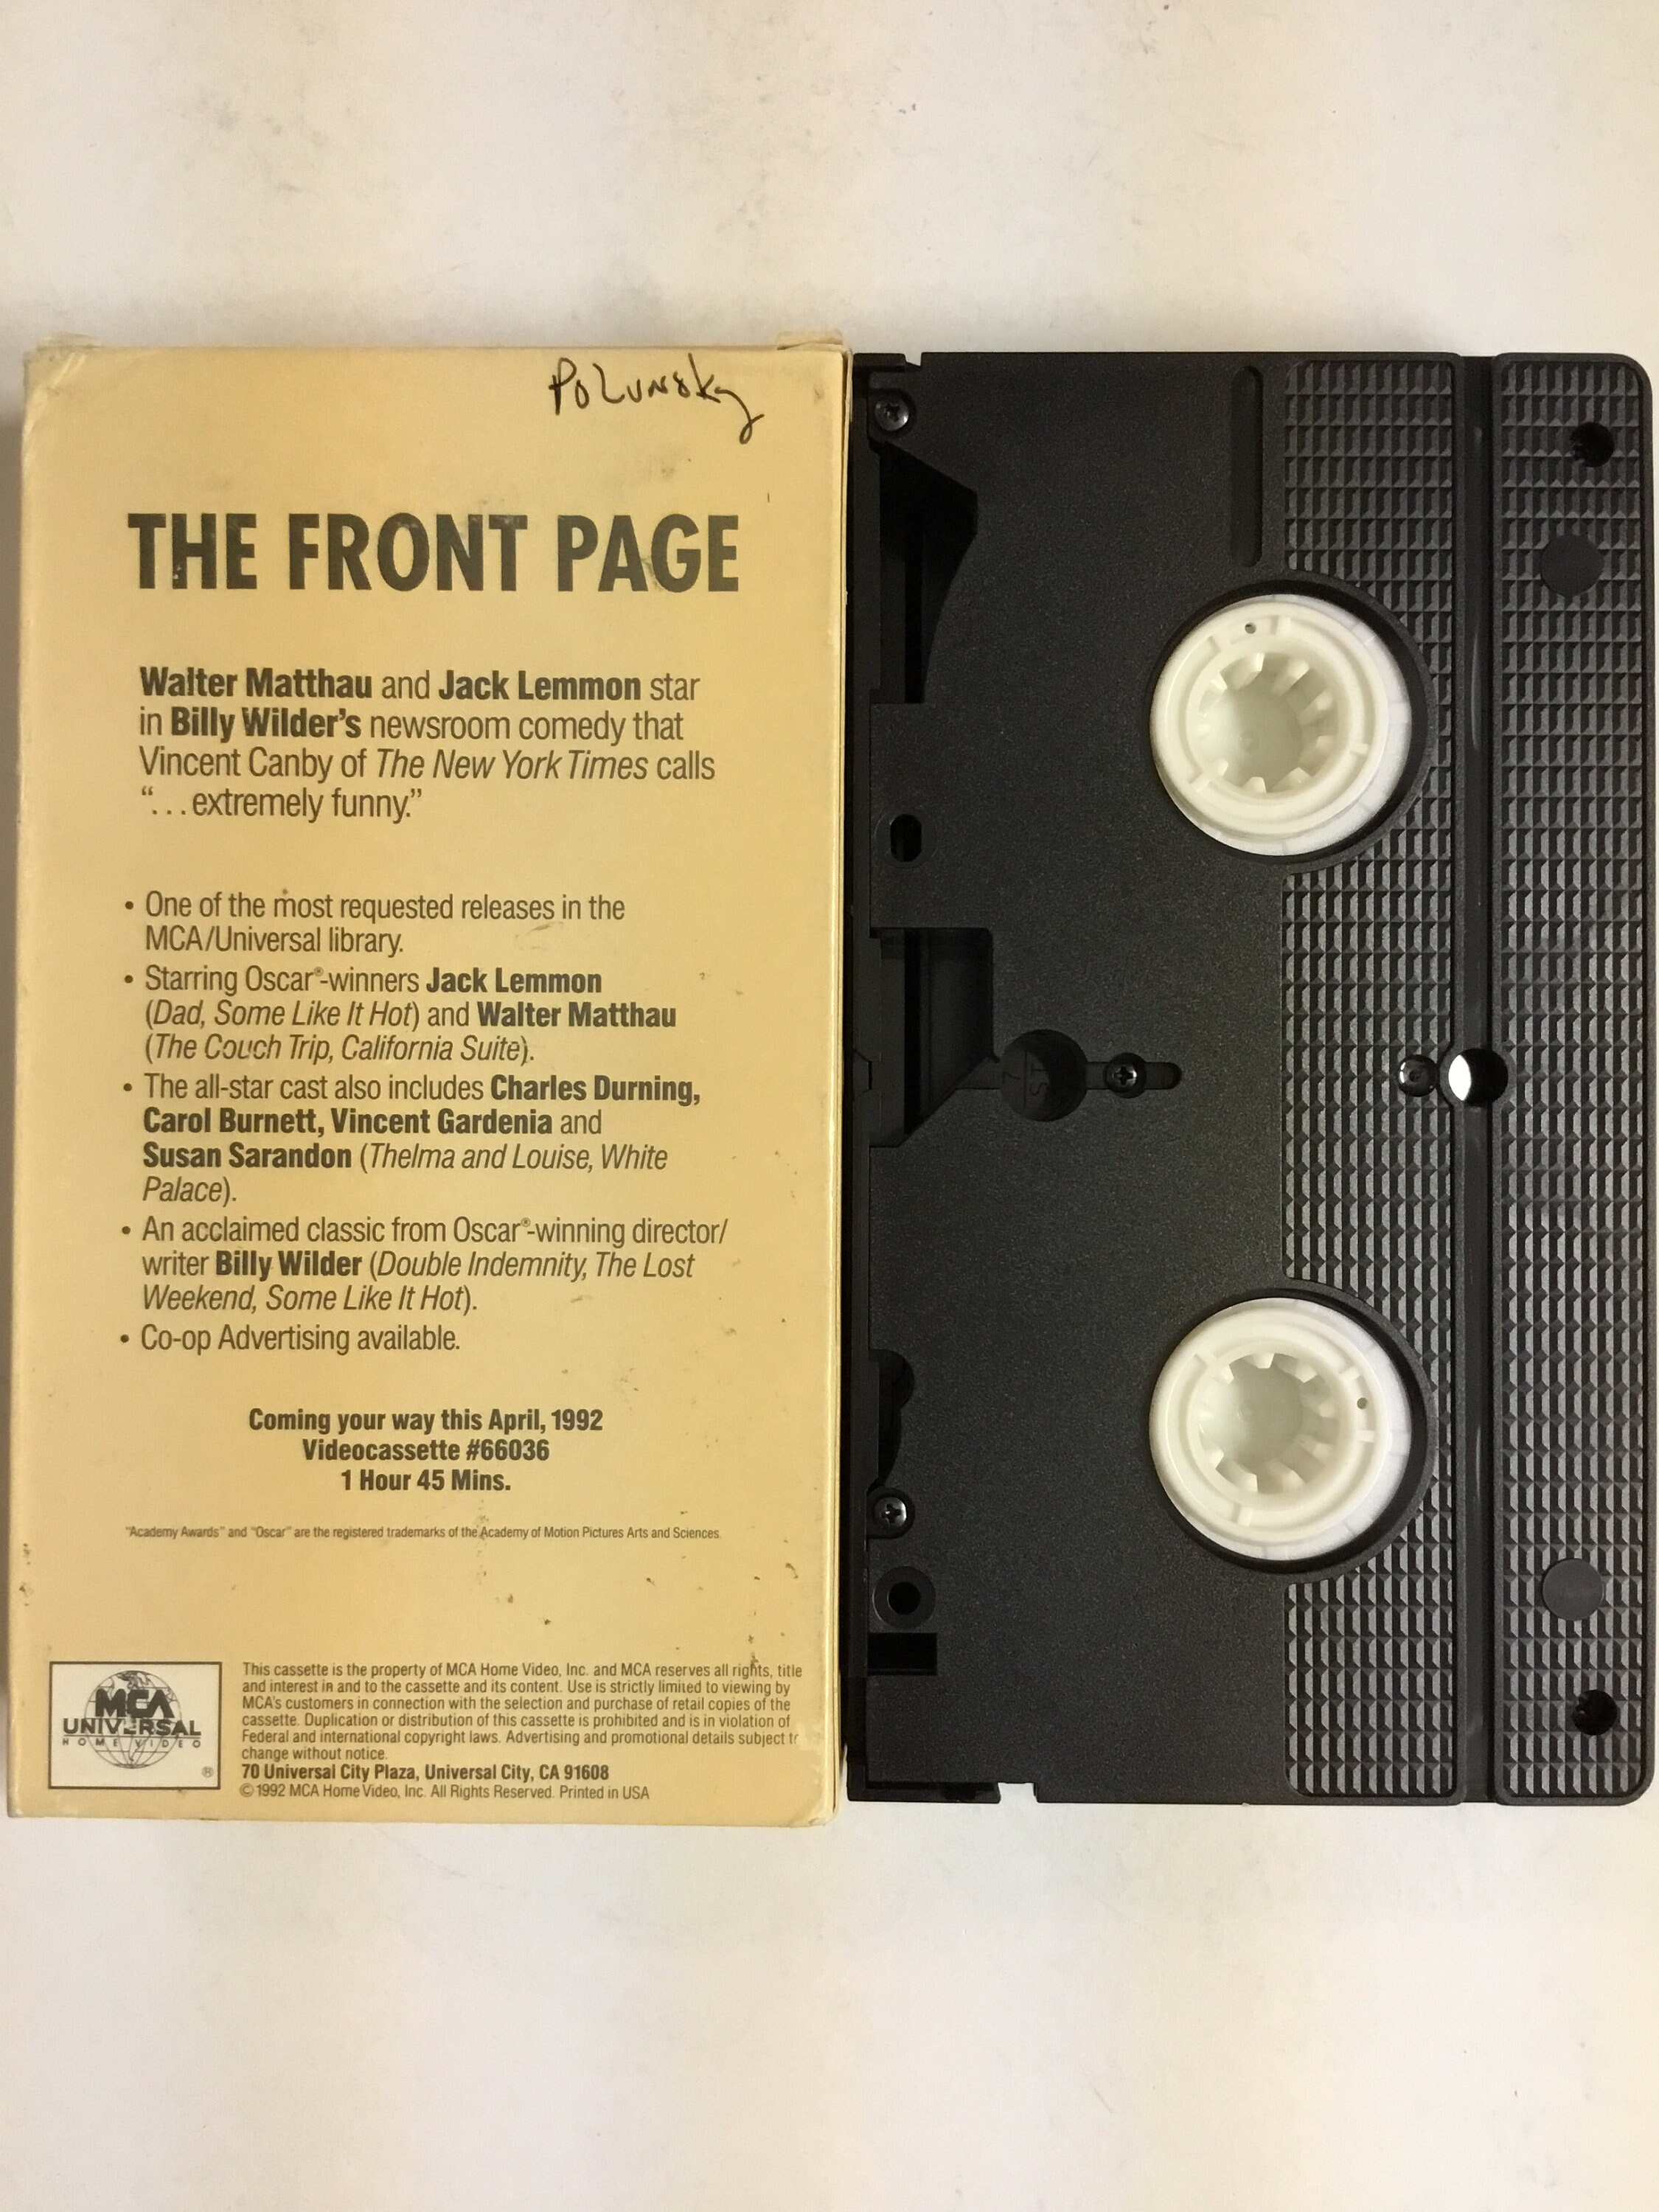 Polunsky
THE FRONT PAGE
Walter Matthau and Jack Lemmon star
in Billy Wilder's newsroom comedy that
Vincent Canby of The New York Times calls
“...extremely funny.”
• One of the most requested releases in the
MCA/Universal library.
• Starring Oscar®-winners Jack Lemmon
(Dad, Some Like It Hot) and Walter Matthau
(The Couch Trip, California Suite).
• The all-star cast also includes Charles Durning,
Carol Burnett, Vincent Gardenia and
Susan Sarandon (Thelma and Louise, White
Palace).
• An acclaimed classic from Oscar®-winning director/
writer Billy Wilder (Double Indemnity, The Lost
Weekend, Some Like It Hot).
• Co-op Advertising available.
Coming your way this April, 1992
Videocassette #66036
1 Hour 45 Mins.
“Academy Awards” and “Oscar” are the registered trademarks of the Academy of Motion Pictures Arts and Sciences.
MCA
UNIVERSAL
HOME VIDEO
®
This cassette is the property of MCA Home Video, Inc. and MCA reserves all rights, title
and interest in and to the cassette and its content. Use is strictly limited to viewing by
MCA's customers in connection with the selection and purchase of retail copies of the
cassette. Duplication or distribution of this cassette is prohibited and is in violation of
Federal and international copyright laws. Advertising and promotional details subject to
change without notice.
70 Universal City Plaza, Universal City, CA 91608
© 1992 MCA Home Video, Inc. All Rights Reserved. Printed in USA